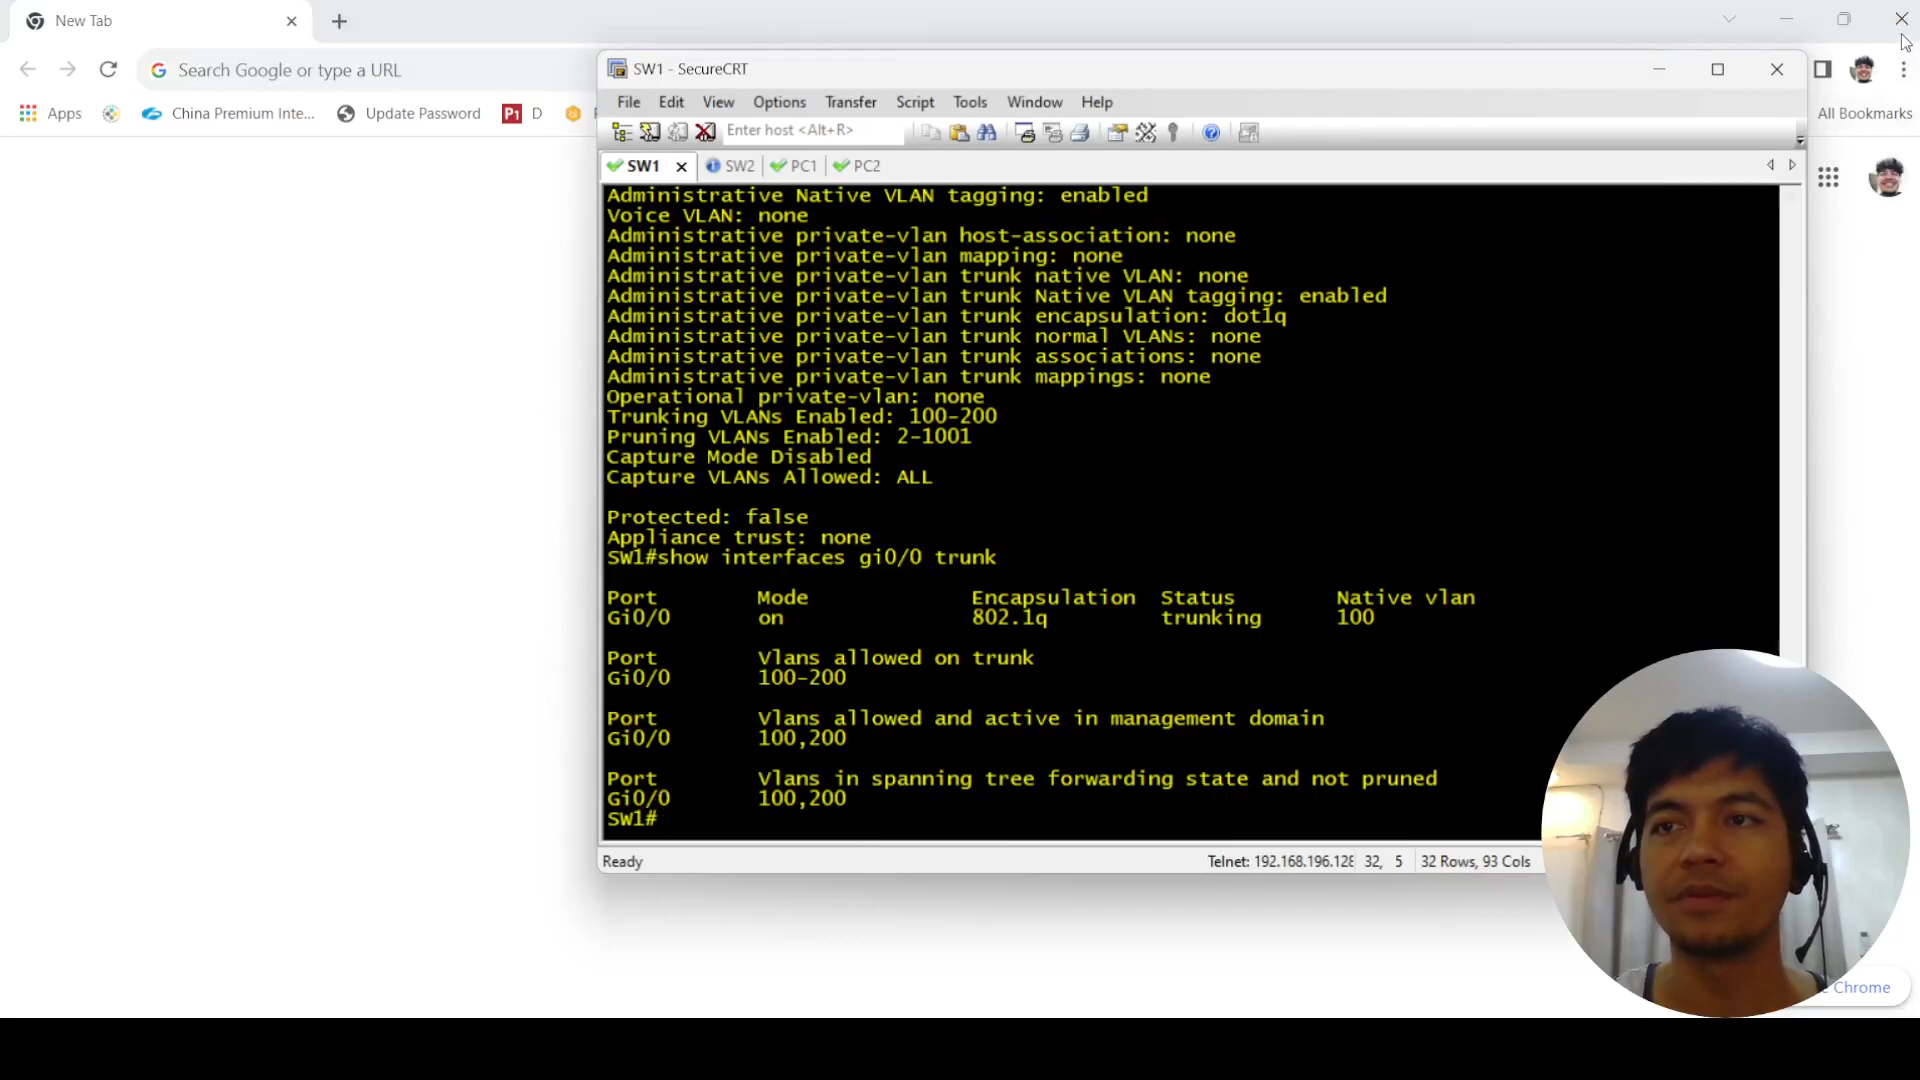 New Tab
Search Google or type a URL
Apps
China Premium Inte...
Update Password
P1 D
All Bookmarks
SW1 - SecureCRT
File Edit View Options Transfer Script Tools Window Help
Enter host <Alt+R>
SW1 SW2 PC1 PC2
Administrative Native VLAN tagging: enabled
Voice VLAN: none
Administrative private-vlan host-association: none
Administrative private-vlan mapping: none
Administrative private-vlan trunk native VLAN: none
Administrative private-vlan trunk Native VLAN tagging: enabled
Administrative private-vlan trunk encapsulation: dot1q
Administrative private-vlan trunk normal VLANs: none
Administrative private-vlan trunk associations: none
Administrative private-vlan trunk mappings: none
Operational private-vlan: none
Trunking VLANs Enabled: 100-200
Pruning VLANs Enabled: 2-1001
Capture Mode Disabled
Capture VLANs Allowed: ALL
Protected: false
Appliance trust: none
SW1#show interfaces gi0/0 trunk
Port Mode Encapsulation Status Native vlan
Gi0/0 on 802.1q trunking 100
Port Vlans allowed on trunk
Gi0/0 100-200
Port Vlans allowed and active in management domain
Gi0/0 100,200
Port Vlans in spanning tree forwarding state and not pruned
Gi0/0 100,200
SW1#
Ready Telnet: 192.168.196.128 32, 5 32 Rows, 93 Cols
Chrome